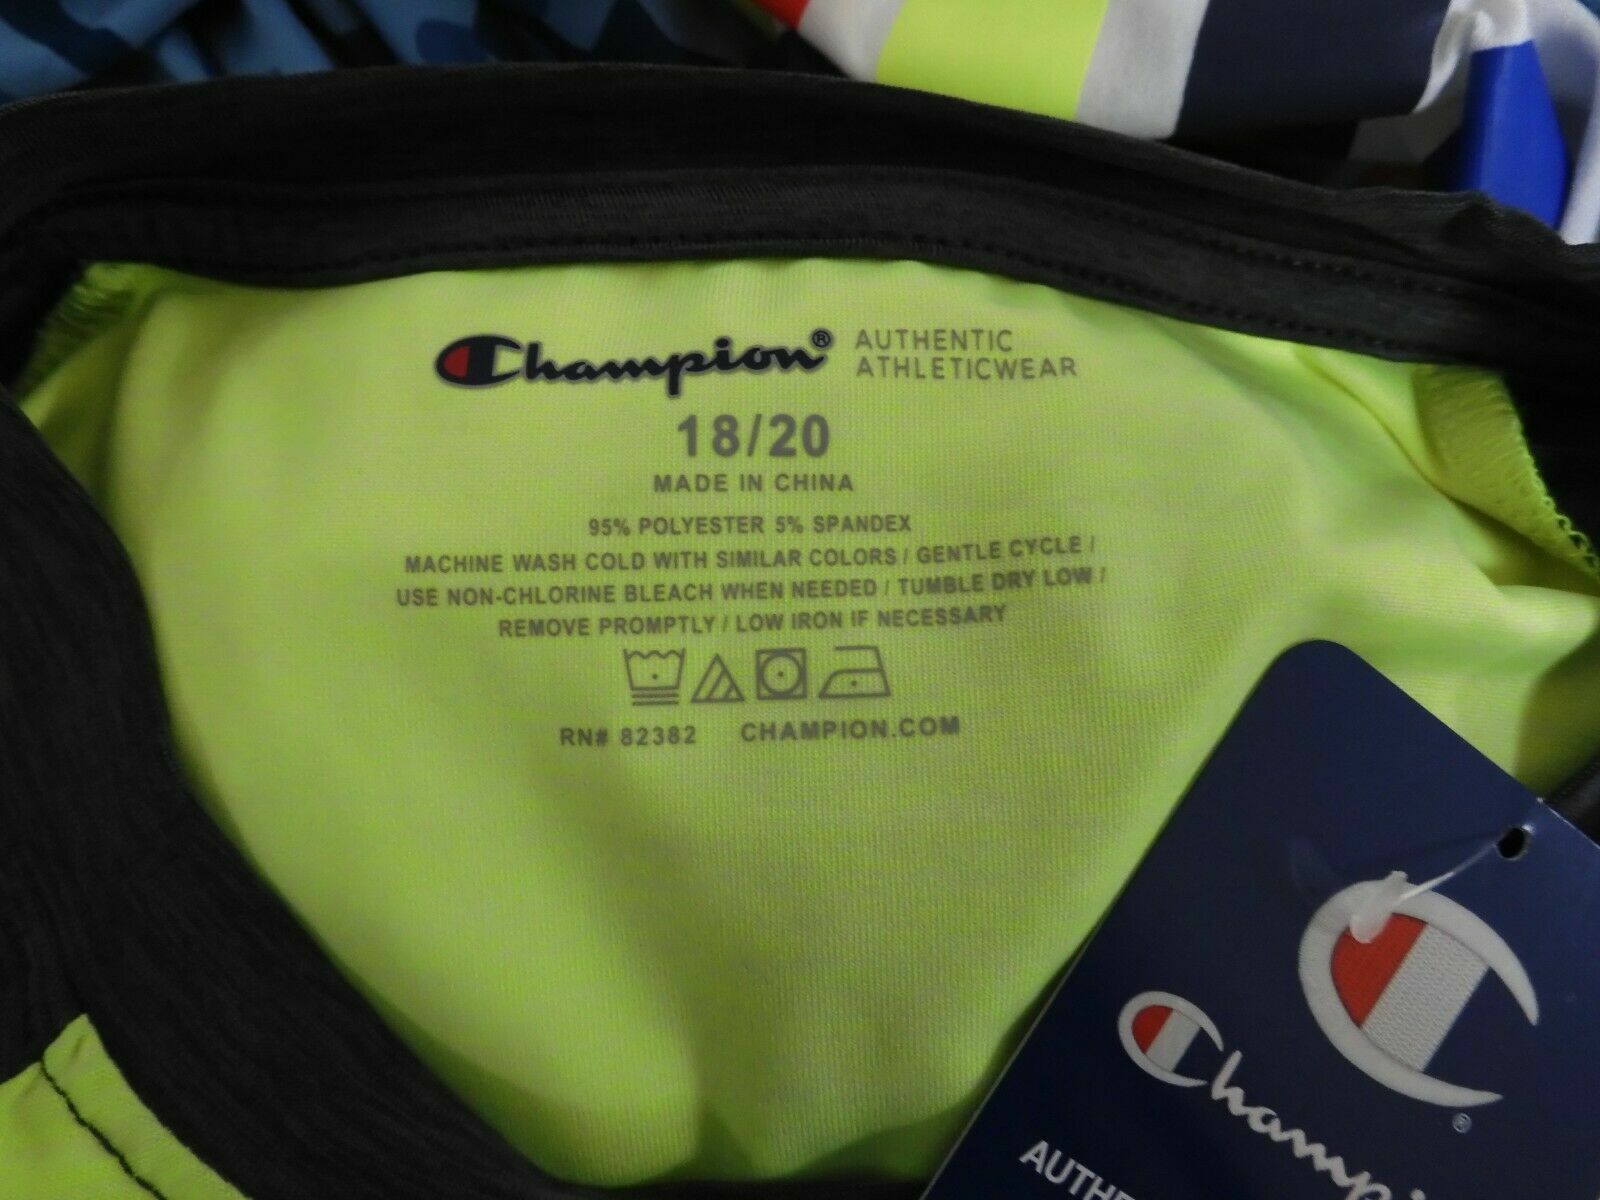 Champion® AUTHENTIC
ATHLETICWEAR
18/20
MADE IN CHINA
95% POLYESTER 5% SPANDEX
MACHINE WASH COLD WITH SIMILAR COLORS / GENTLE CYCLE /
USE NON-CHLORINE BLEACH WHEN NEEDED / TUMBLE DRY LOW /
REMOVE PROMPTLY / LOW IRON IF NECESSARY
RN# 82382 CHAMPION.COM
®
Champi
AUTHE